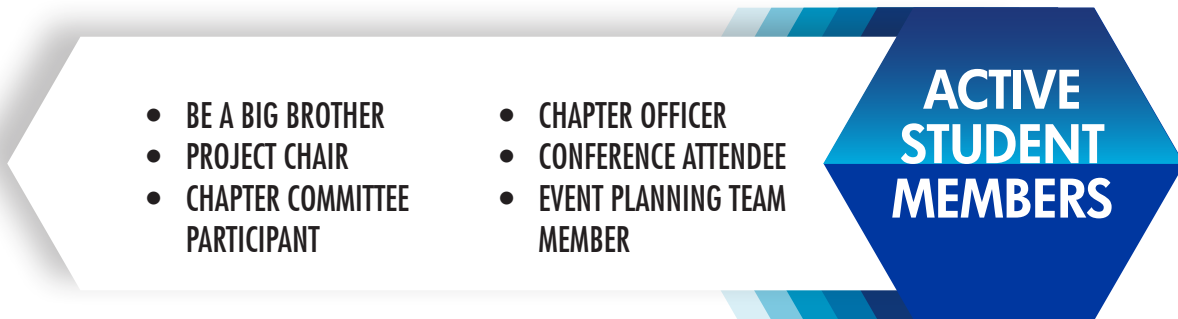 • BE A BIG BROTHER
• PROJECT CHAIR
• CHAPTER COMMITTEE
PARTICIPANT
• CHAPTER OFFICER
• CONFERENCE ATTENDEE
• EVENT PLANNING TEAM
MEMBER
ACTIVE
STUDENT
MEMBERS